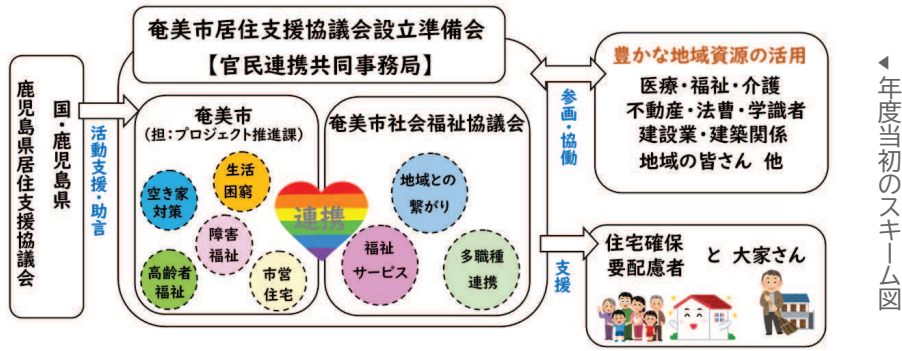 奄美市居住支援協議会設立準備会
【官民連携共同事務局】
国・鹿児島県
鹿児島県居住支援協議会
活動支援・助言
奄美市
(担:プロジェクト推進課)
生活
困窮
空き家
対策
障害
福祉
高齢者
福祉
市営
住宅
連携
奄美市社会福祉協議会
地域との
繋がり
福祉
サービス
多職種
連携
参画・協働
豊かな地域資源の活用
医療・福祉・介護
不動産・法曹・学識者
建設業・建築関係
地域の皆さん 他
支援
住宅確保
要配慮者
と 大家さん
◀年度当初のスキーム図